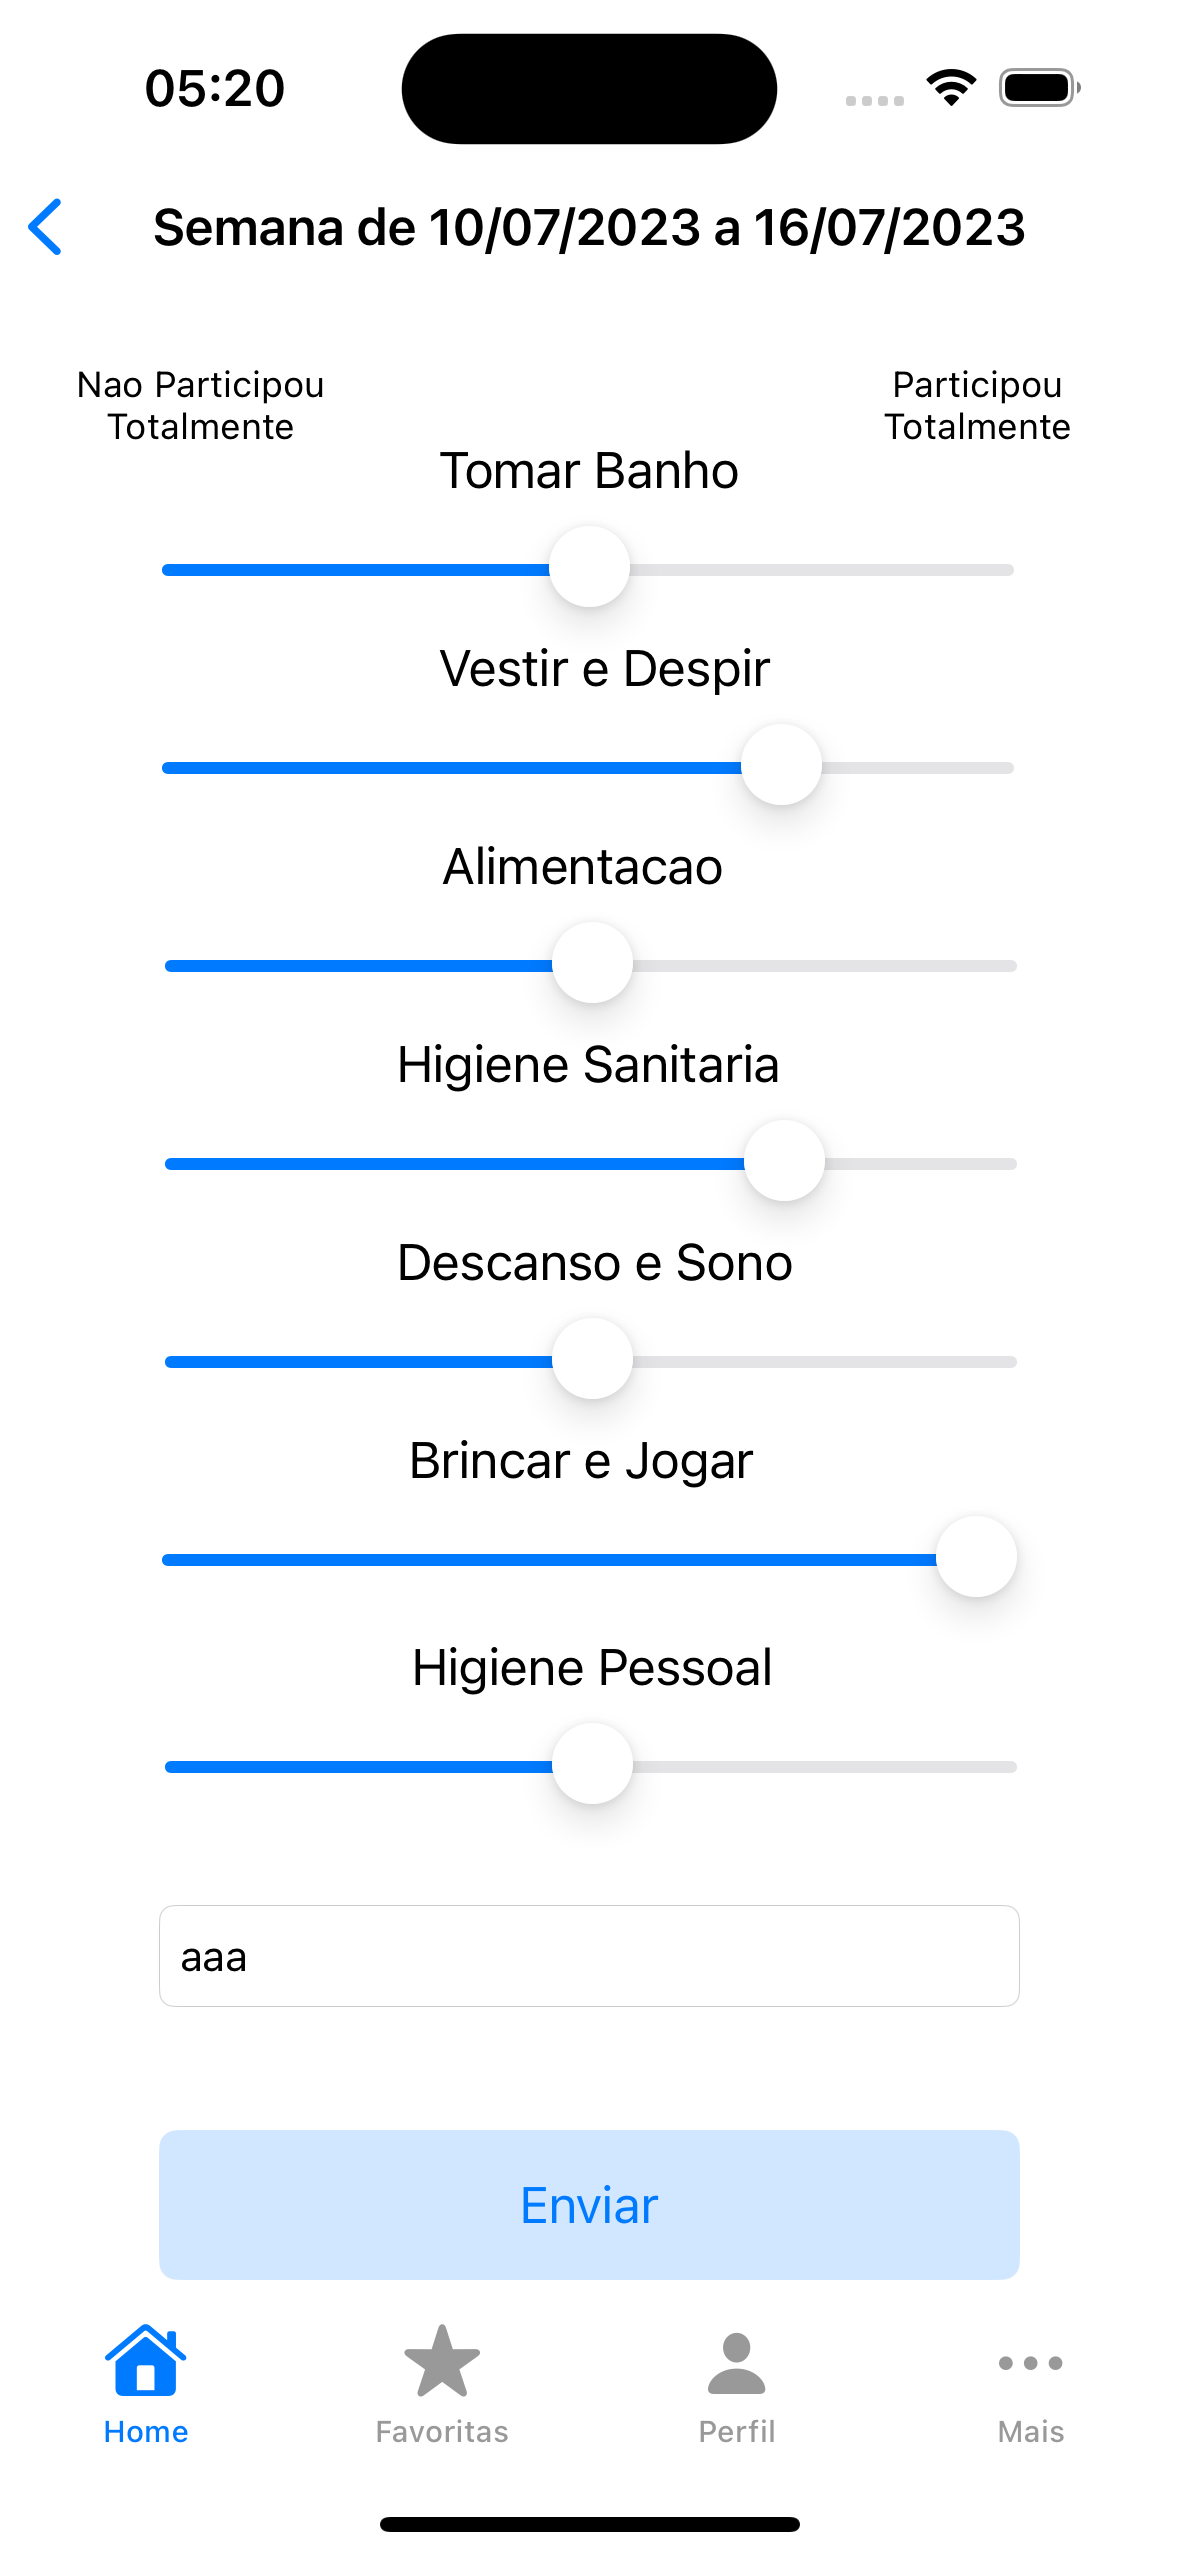 05:20
Semana de 10/07/2023 a 16/07/2023
Nao Participou
Totalmente
Participou
Totalmente
Tomar Banho
Vestir e Despir
Alimentacao
Higiene Sanitaria
Descanso e Sono
Brincar e Jogar
Higiene Pessoal
aaa
Enviar
Home
Favoritas
Perfil
Mais